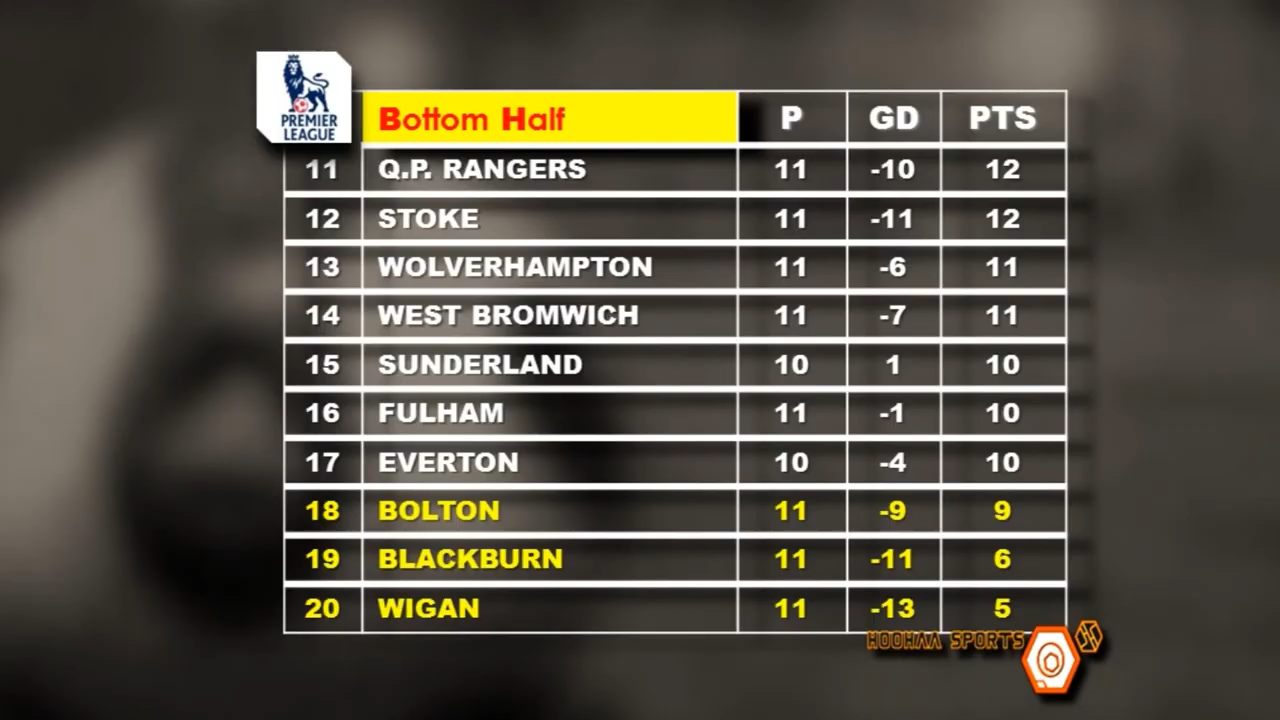 PREMIER LEAGUE
Bottom Half P GD PTS
11 Q.P. RANGERS 11 -10 12
12 STOKE 11 -11 12
13 WOLVERHAMPTON 11 -6 11
14 WEST BROMWICH 11 -7 11
15 SUNDERLAND 10 1 10
16 FULHAM 11 -1 10
17 EVERTON 10 -4 10
18 BOLTON 11 -9 9
19 BLACKBURN 11 -11 6
20 WIGAN 11 -13 5
HOOHAA SPORTS HS